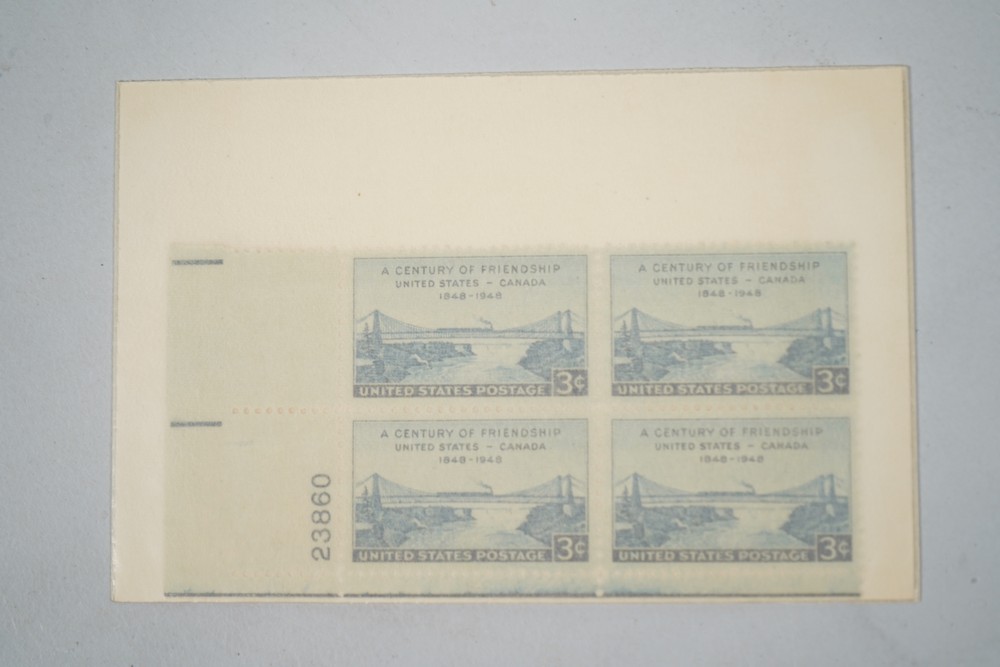 A CENTURY OF FRIENDSHIP
UNITED STATES - CANADA
1848-1948
UNITED STATES POSTAGE 3¢
A CENTURY OF FRIENDSHIP
UNITED STATES - CANADA
1848-1948
UNITED STATES POSTAGE 3¢
23860
A CENTURY OF FRIENDSHIP
UNITED STATES - CANADA
1848-1948
UNITED STATES POSTAGE 3¢
A CENTURY OF FRIENDSHIP
UNITED STATES - CANADA
1848-1948
UNITED STATES POSTAGE 3¢